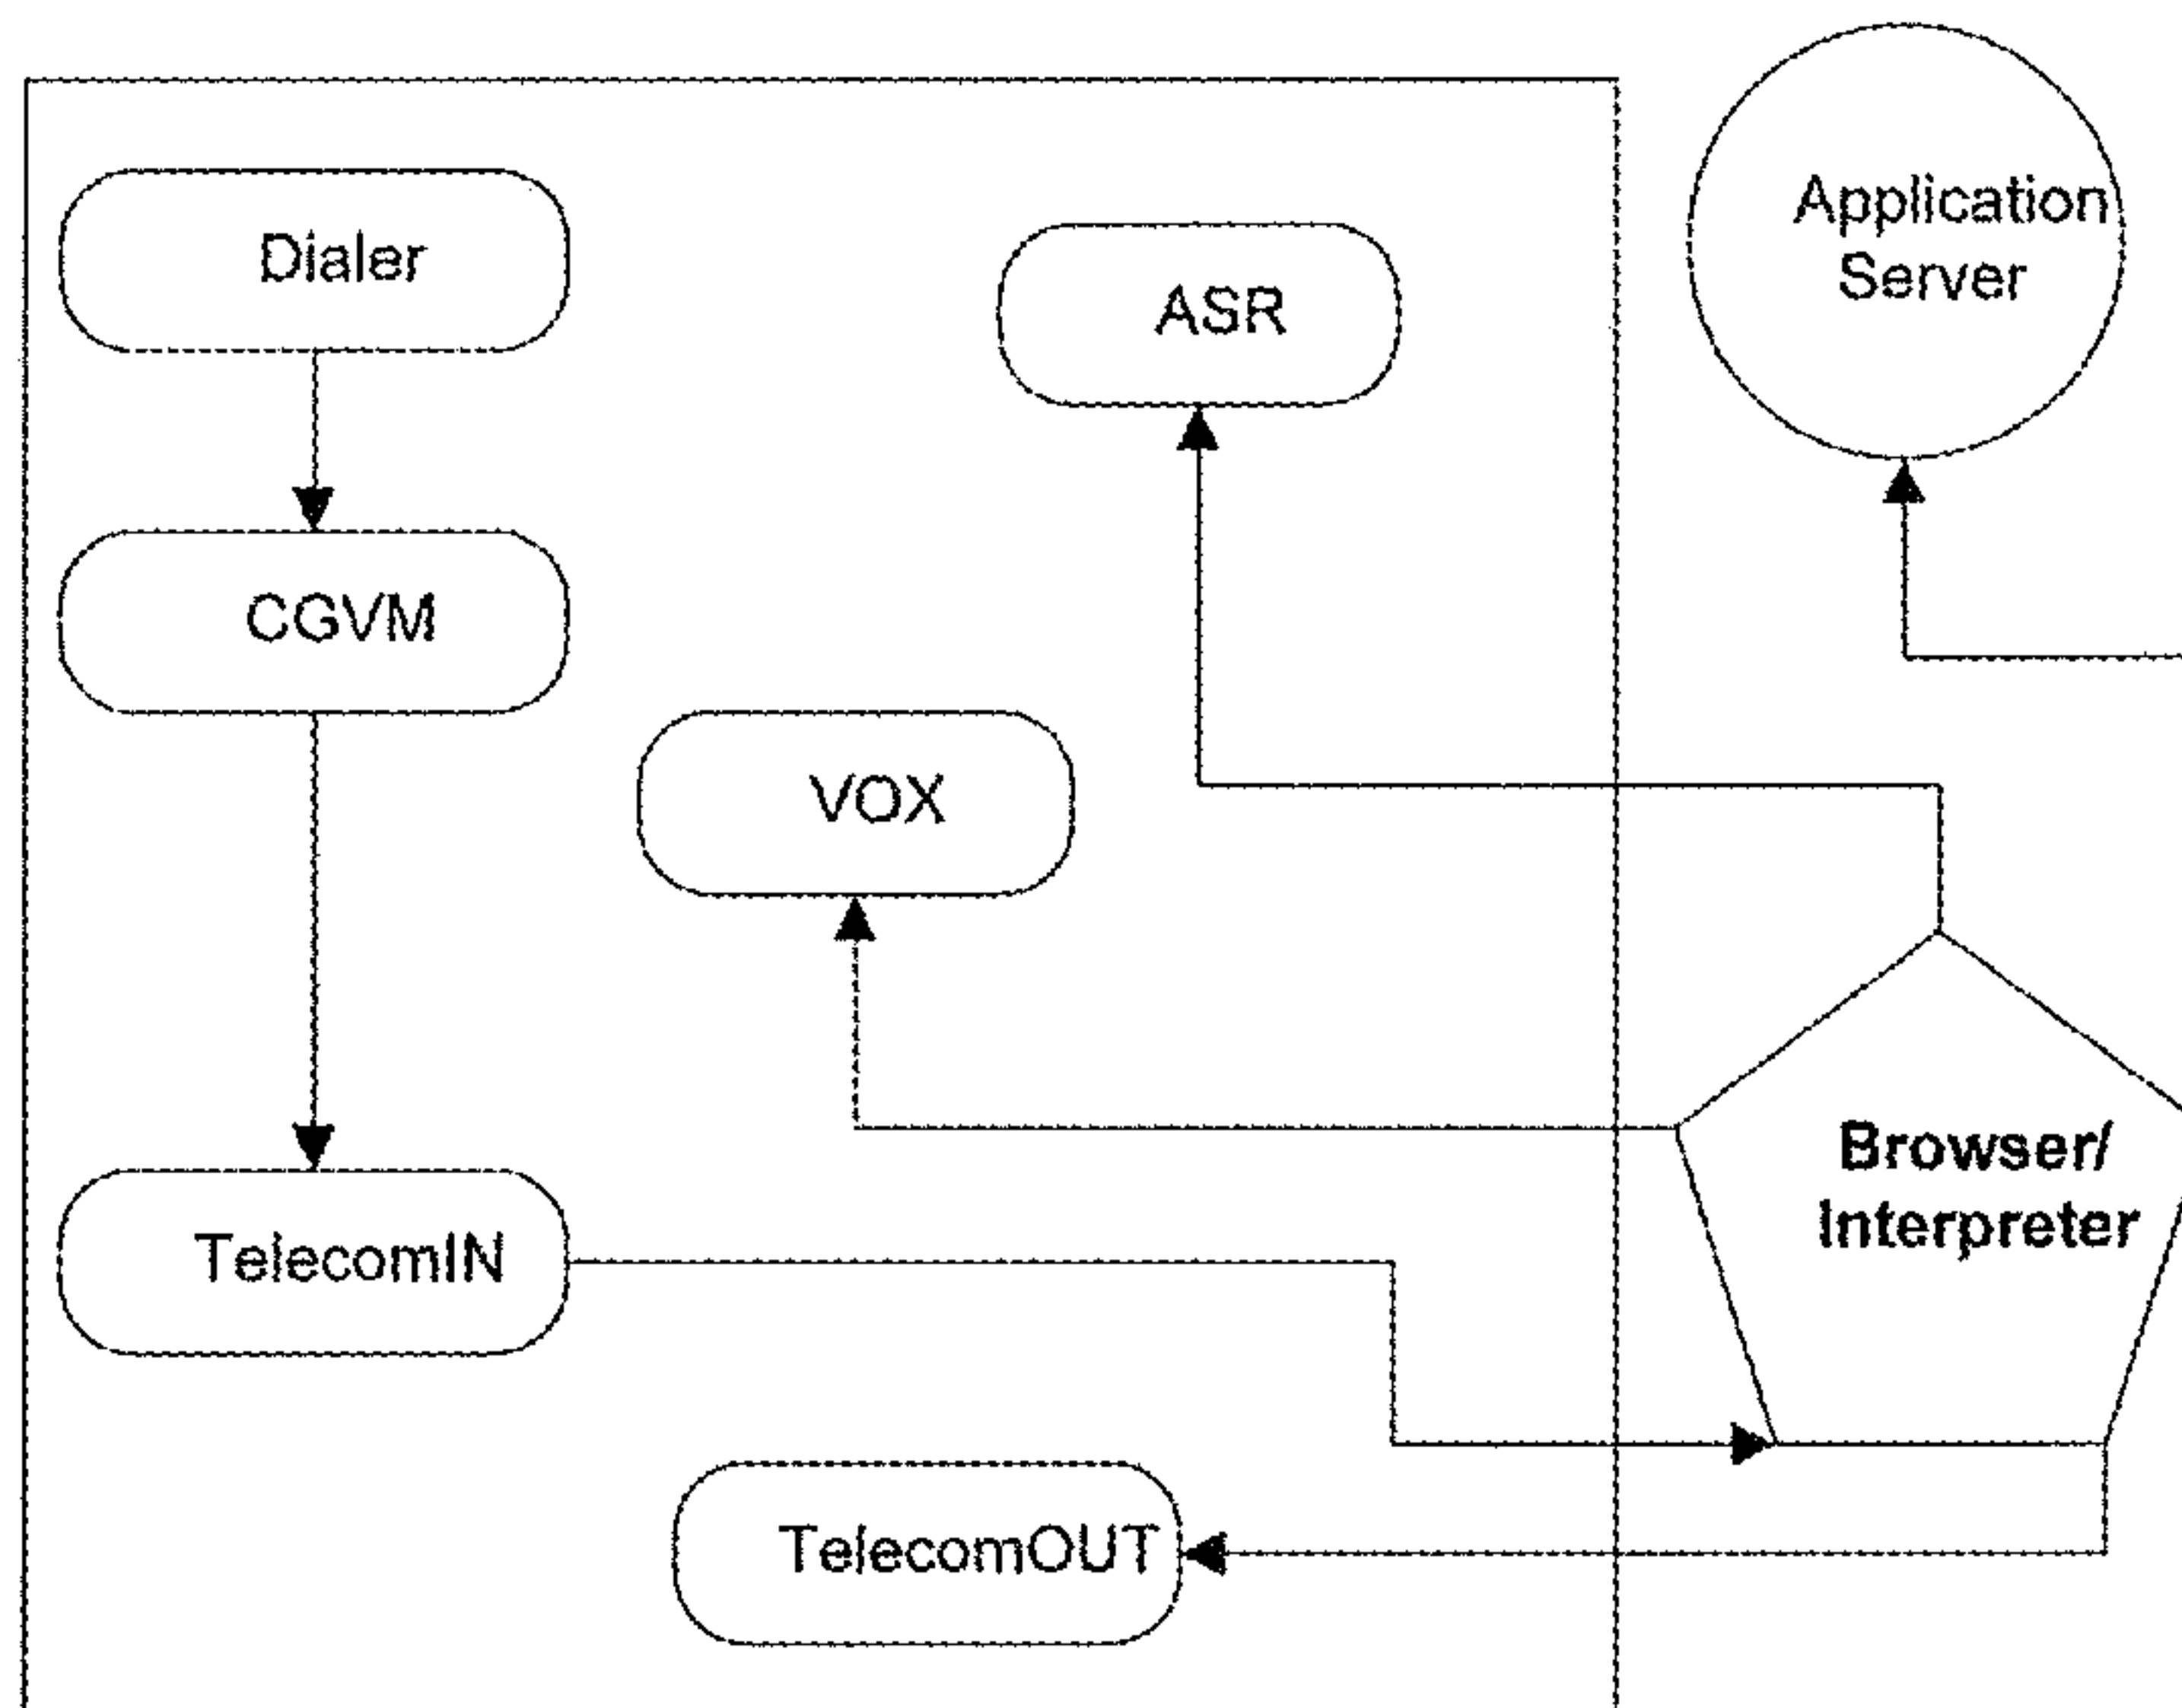 Dialer
ASR
Application
Server
CGVM
VOX
Browser/
Interpreter
TelecomIN
TelecomOUT